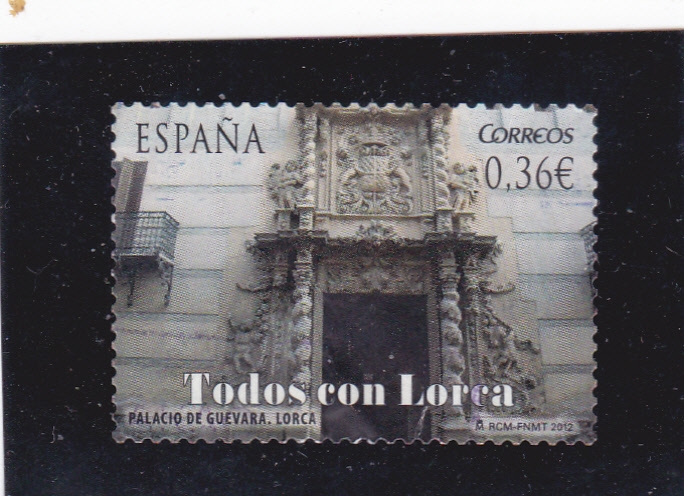 ESPAÑA
CORREOS
0,36€
Todos con Lorca
PALACIO DE GUEVARA. LORCA
RCM-FNMT 2012